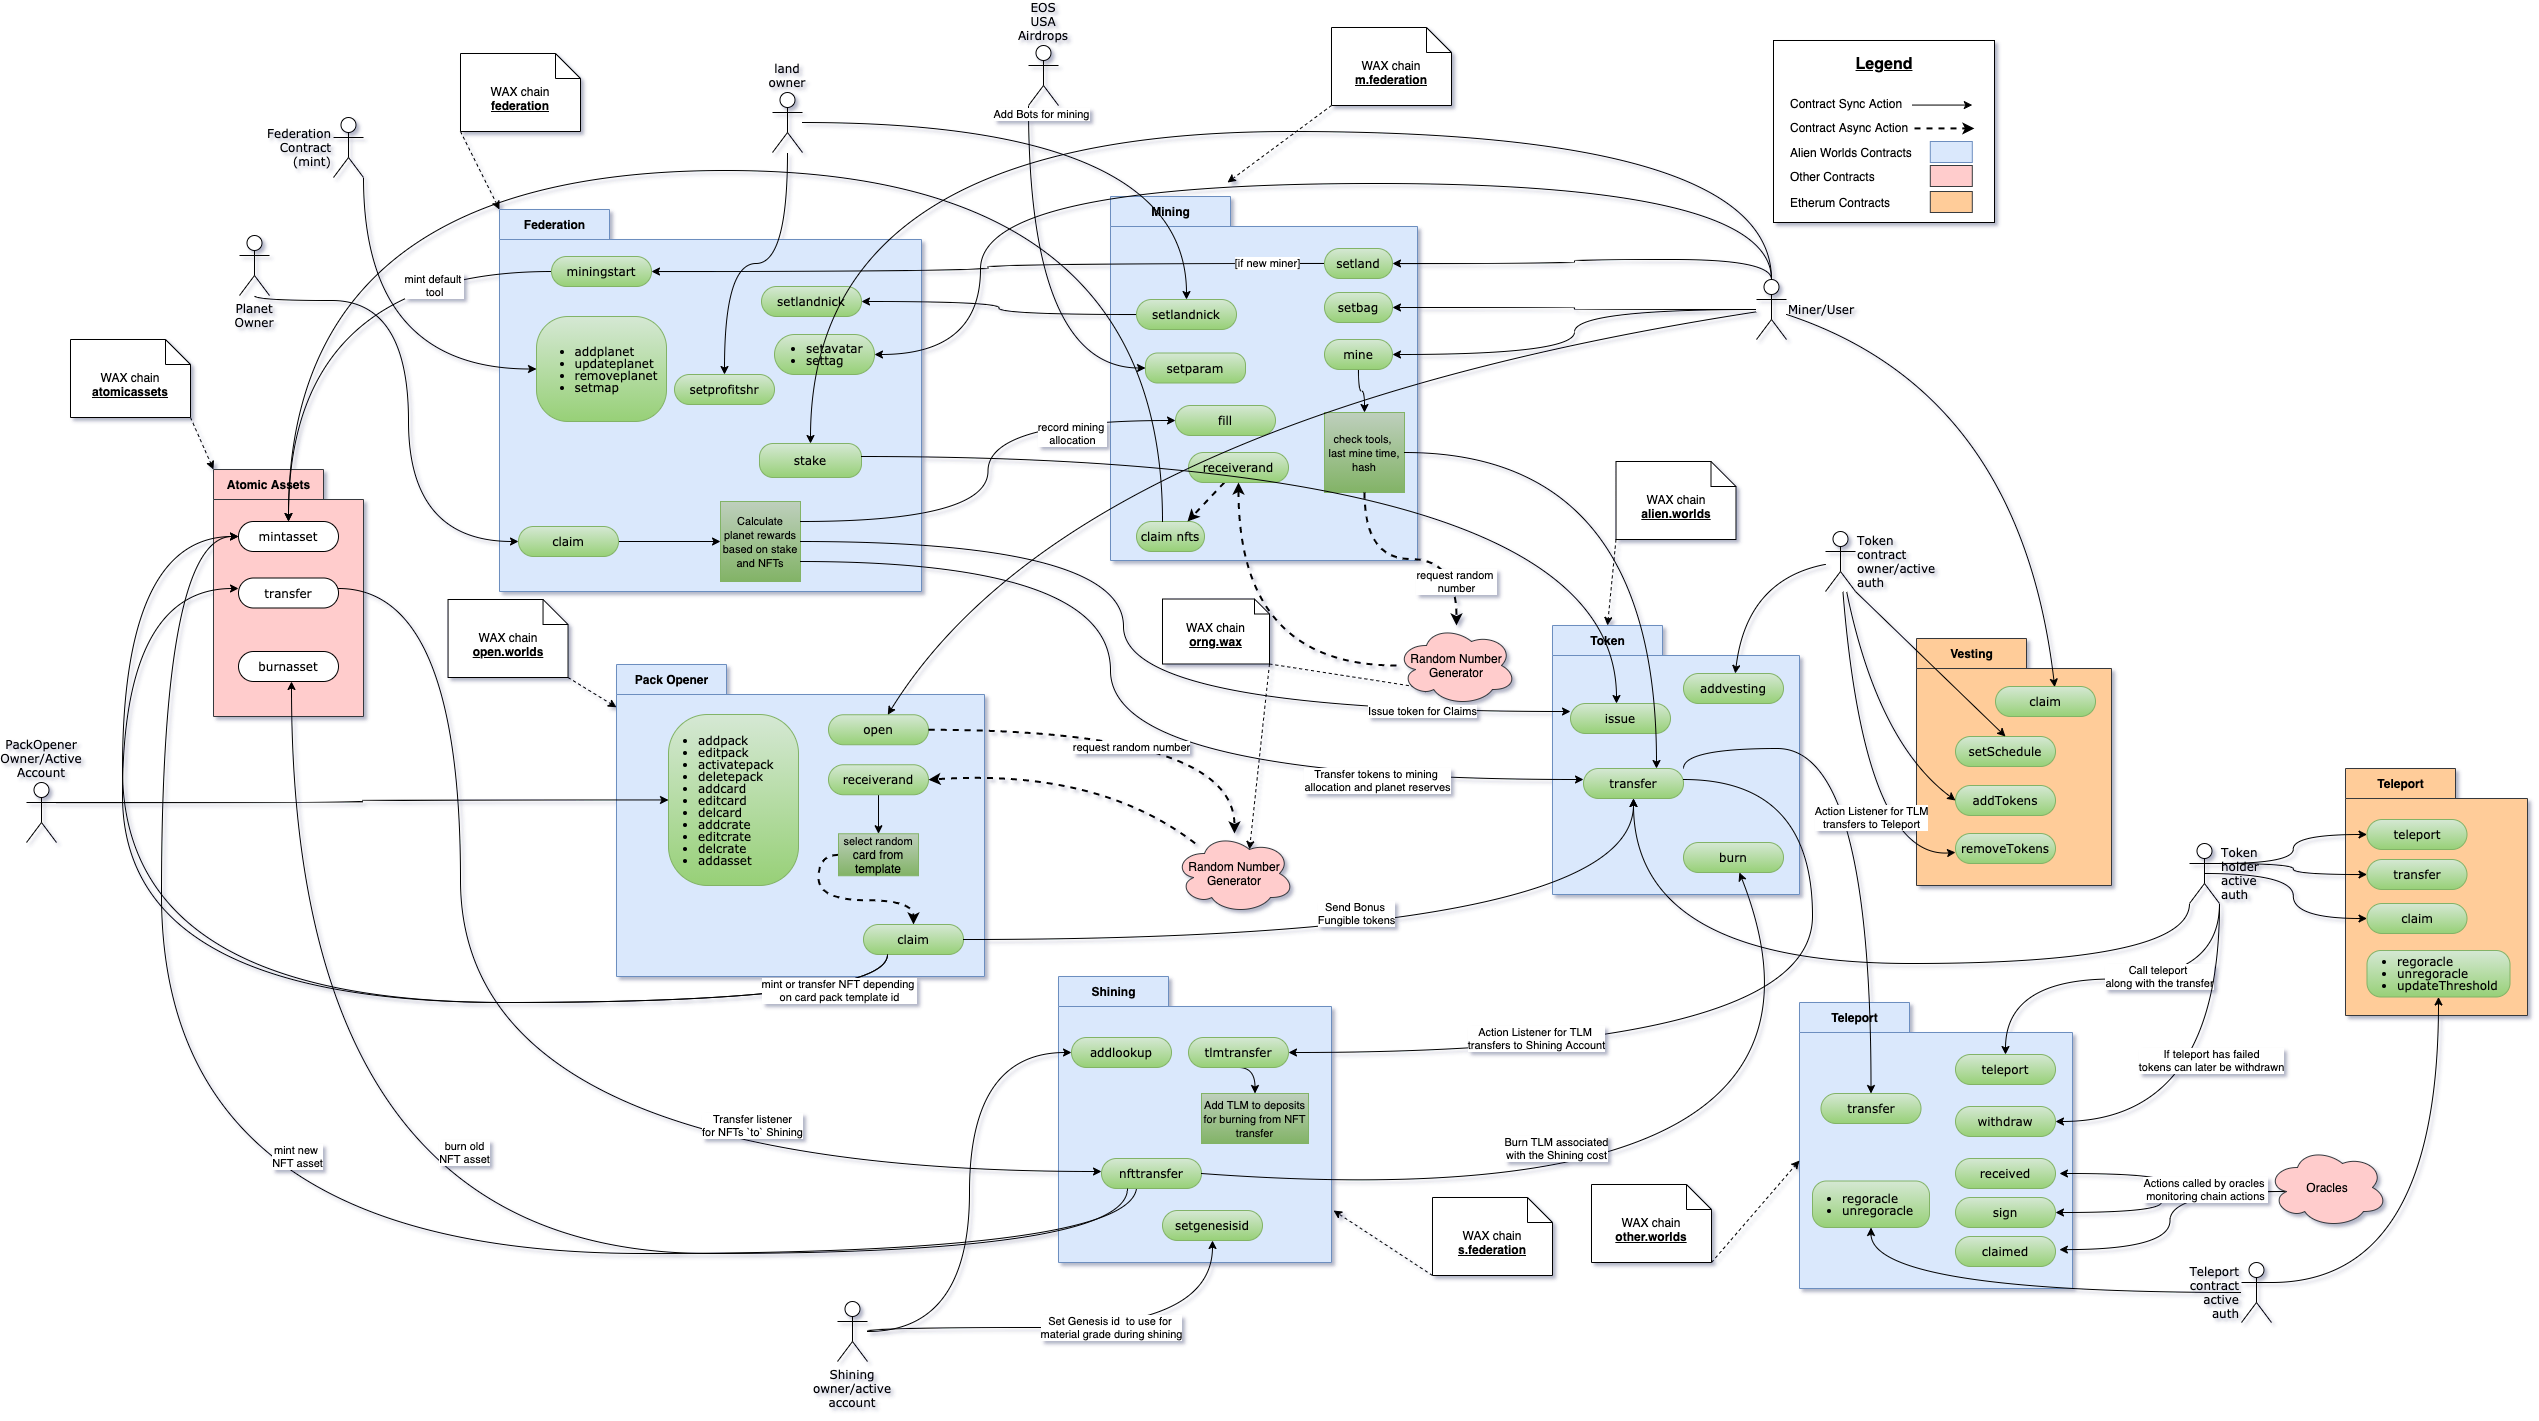 EOS
USA
Airdrops
Add Bots for mining
land
owner
WAX chain
federation
WAX chain
m.federation
Legend
Contract Sync Action
Contract Async Action
Alien Worlds Contracts
Other Contracts
Etherum Contracts
Federation
Contract
(mint)
Planet
Owner
WAX chain
atomicassets
Federation
miningstart
mint default
tool
addplanet
updateplanet
removeplanet
setmap
setlandnick
setavatar
settag
setprofitshr
stake
claim
Calculate
planet rewards
based on stake
and NFTs
record mining
allocation
Mining
[if new miner]
setland
setlandnick
setbag
setparam
mine
fill
check tools,
last mine time,
hash
receiverand
claim nfts
Miner/User
request random
number
WAX chain
alien.worlds
WAX chain
orng.wax
Random Number
Generator
Token
contract
owner/active
auth
Atomic Assets
mintasset
transfer
burnasset
WAX chain
open.worlds
Pack Opener
addpack
editpack
activatepack
deletepack
addcard
editcard
delcard
addcrate
editcrate
delcrate
addasset
open
receiverand
select random
card from
template
claim
request random number
Random Number
Generator
mint or transfer NFT depending
on card pack template id
PackOpener
Owner/Active
Account
Token
addvesting
issue
Issue token for Claims
transfer
Transfer tokens to mining
allocation and planet reserves
burn
Send Bonus
Fungible tokens
Vesting
claim
setSchedule
addTokens
removeTokens
Action Listener for TLM
transfers to Teleport
Token
holder
active
auth
Teleport
teleport
transfer
claim
regoracle
unregoracle
updateThreshold
Call teleport
along with the transfer
If teleport has failed
tokens can later be withdrawn
Shining
addlookup
tlmtransfer
Action Listener for TLM
transfers to Shining Account
Add TLM to deposits
for burning from NFT
transfer
nfttransfer
setgenesisid
Transfer listener
for NFTs `to` Shining
burn old
NFT asset
mint new
NFT asset
Burn TLM associated
with the Shining cost
WAX chain
s.federation
WAX chain
other.worlds
Teleport
teleport
transfer
withdraw
received
regoracle
unregoracle
sign
claimed
Actions called by oracles
monitoring chain actions
Oracles
Teleport
contract
active
auth
Set Genesis id to use for
material grade during shining
Shining
owner/active
account